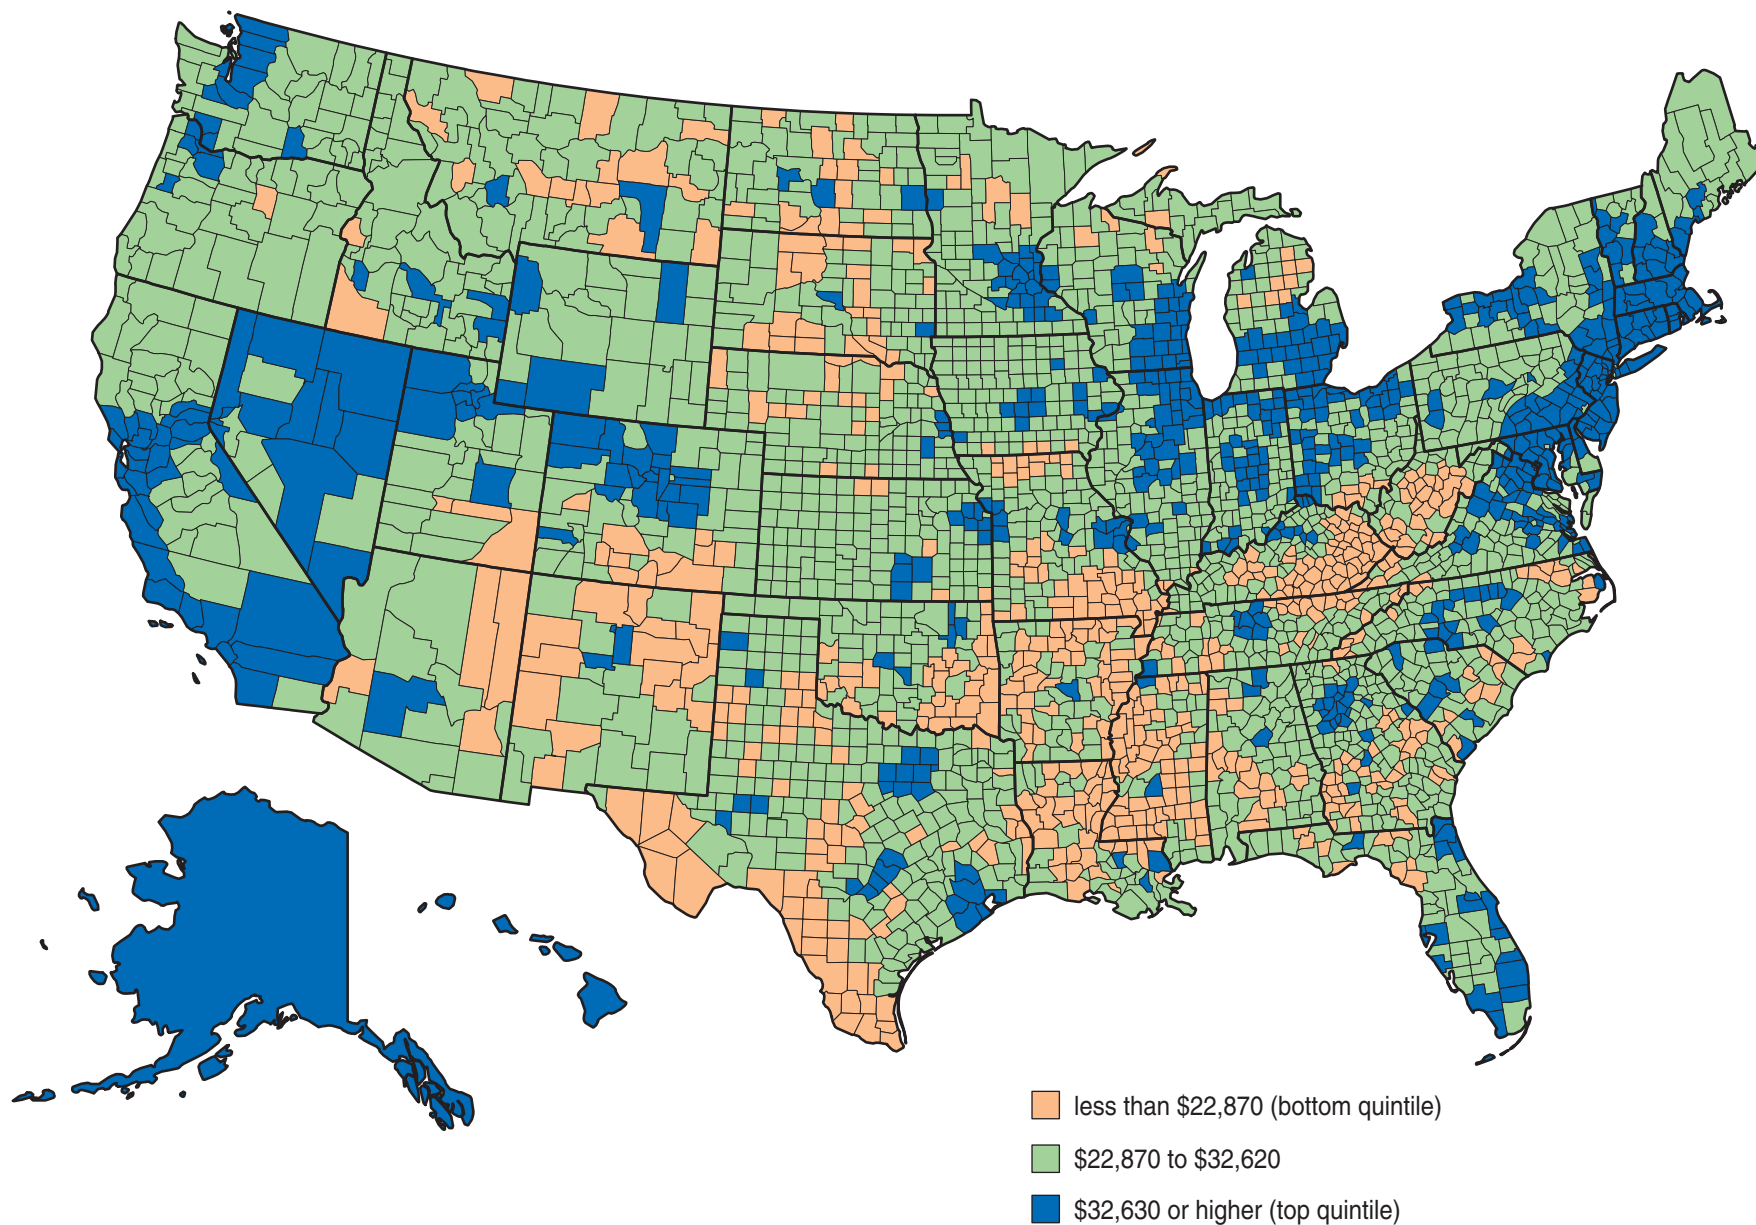 less than $22,870 (bottom quintile)
$22,870 to $32,620
$32,630 or higher (top quintile)